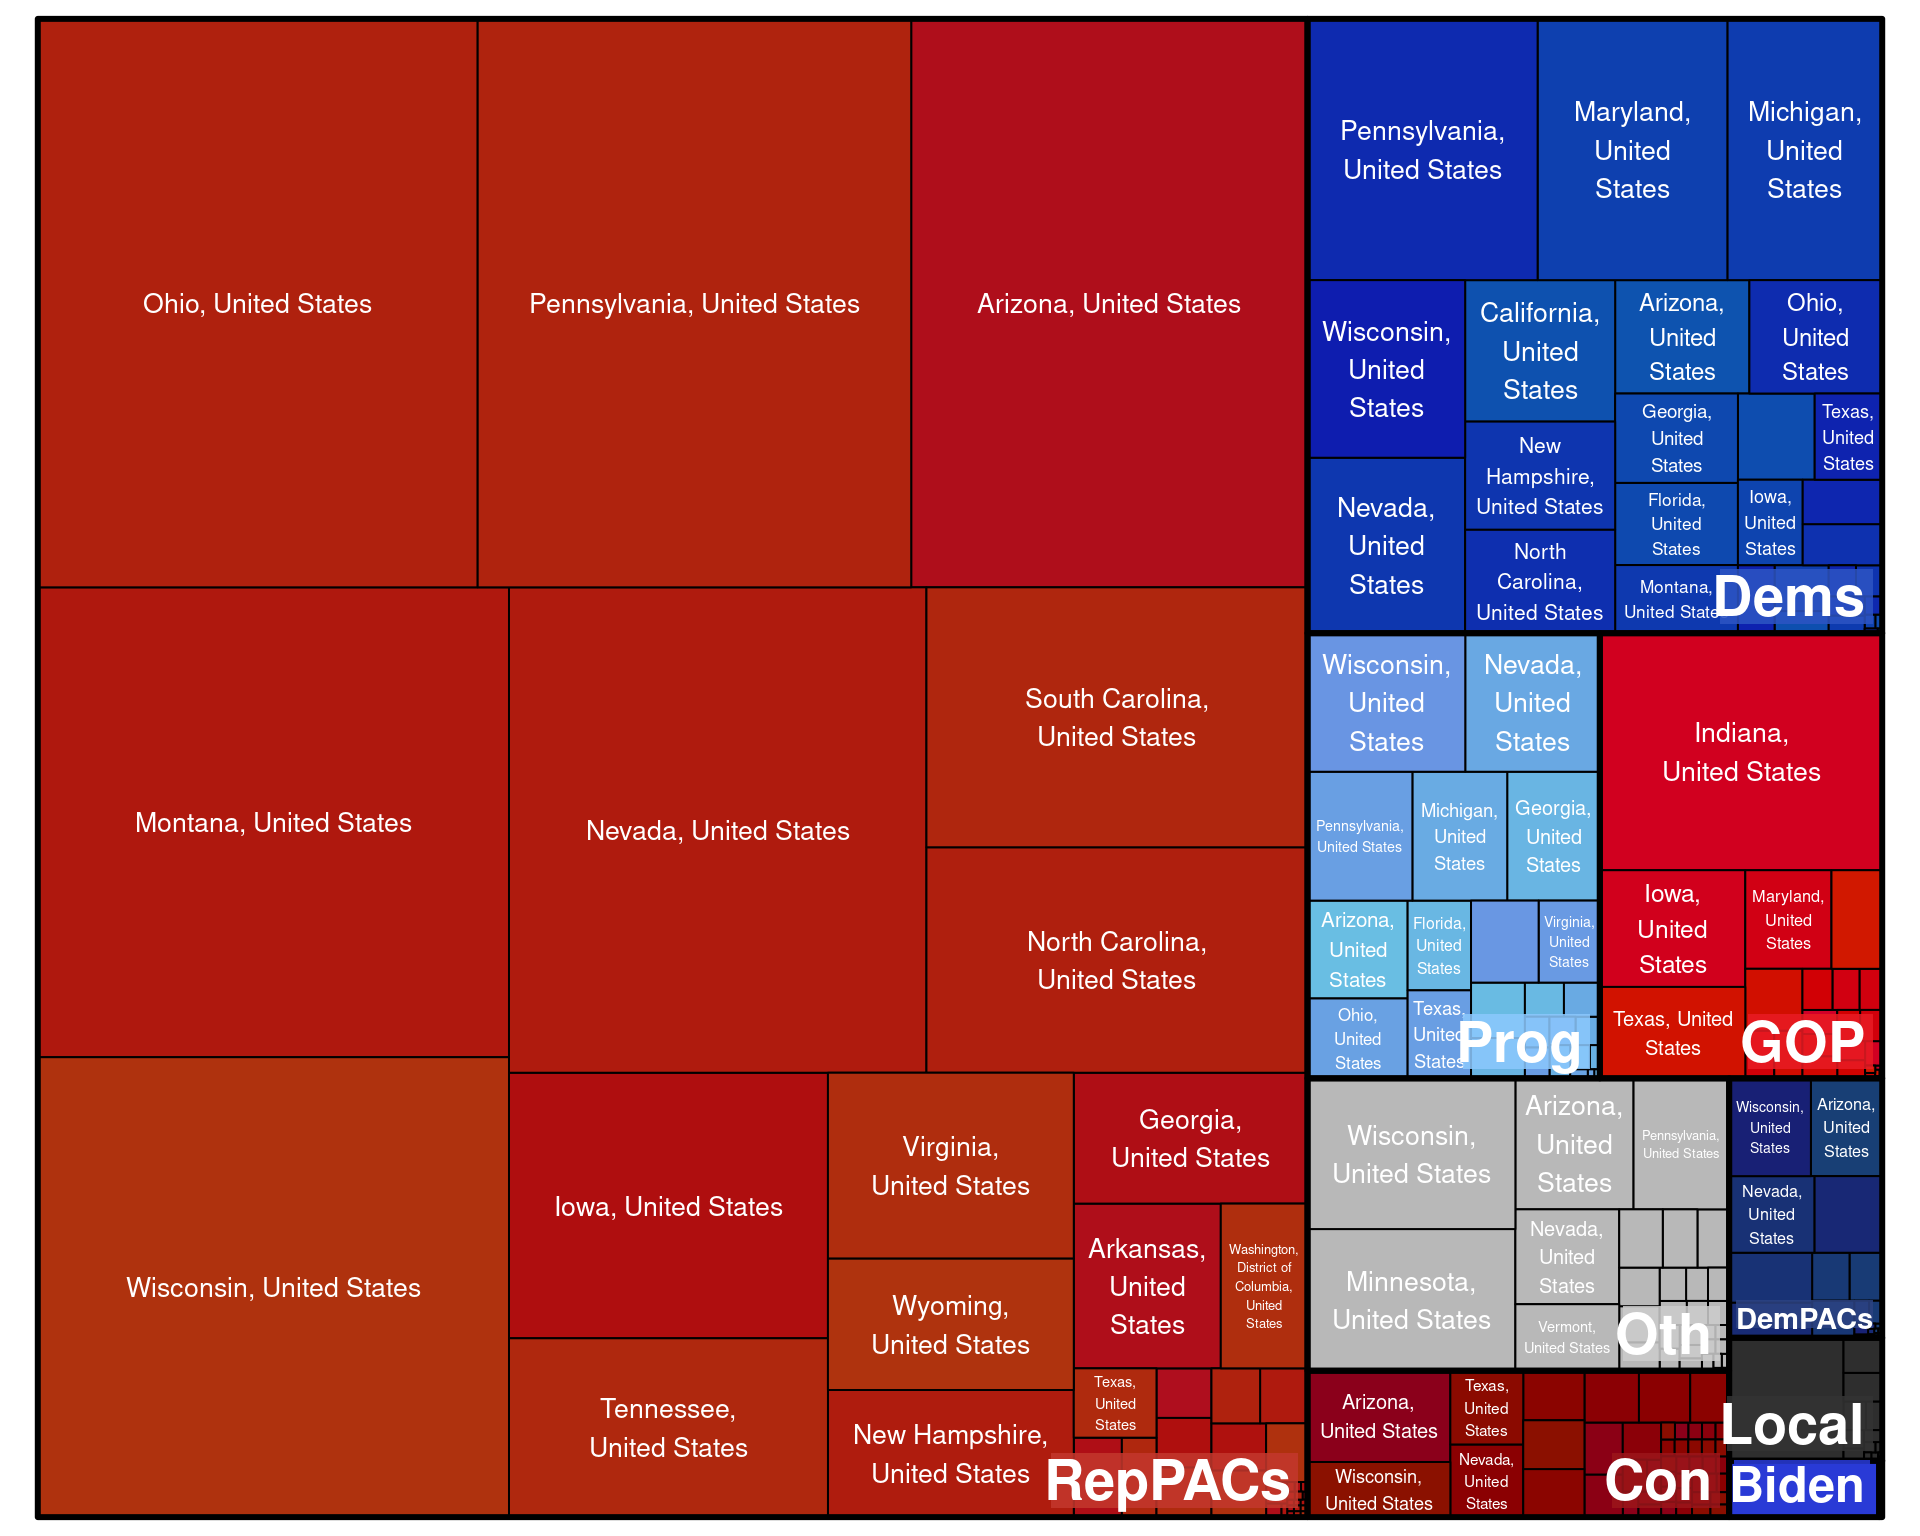 Ohio, United States
Pennsylvania, United States
Arizona, United States
Montana, United States
Nevada, United States
South Carolina,
United States
North Carolina,
United States
Wisconsin, United States
Iowa, United States
Tennessee,
United States
Virginia,
United States
Wyoming,
United States
New Hampshire,
United States
Georgia,
United States
Arkansas,
United
States
Washington,
District of
Columbia,
United
States
Texas,
United
States
RepPACs
Pennsylvania,
United States
Maryland,
United
States
Michigan,
United
States
Wisconsin,
United
States
Nevada,
United
States
California,
United
States
New
Hampshire,
United States
North
Carolina,
United States
Arizona,
United
States
Ohio,
United
States
Georgia,
United
States
Texas,
United
States
Florida,
United
States
Iowa,
United
States
Montana,
United State
Dems
Wisconsin,
United
States
Nevada,
United
States
Pennsylvania,
United States
Michigan,
United
States
Georgia,
United
States
Arizona,
United
States
Florida,
United
States
Virginia,
United
States
Ohio,
United
States
Texas,
United
States
Prog
Indiana,
United States
Iowa,
United
States
Maryland,
United
States
Texas, United
States
GOP
Wisconsin,
United States
Minnesota,
United States
Arizona,
United
States
Pennsylvania,
United States
Nevada,
United
States
Vermont,
United States
Oth
Wisconsin,
United
States
Arizona,
United
States
Nevada,
United
States
DemPACs
Arizona,
United States
Wisconsin,
United States
Texas,
United
States
Nevada,
United
States
Con
Local
Biden